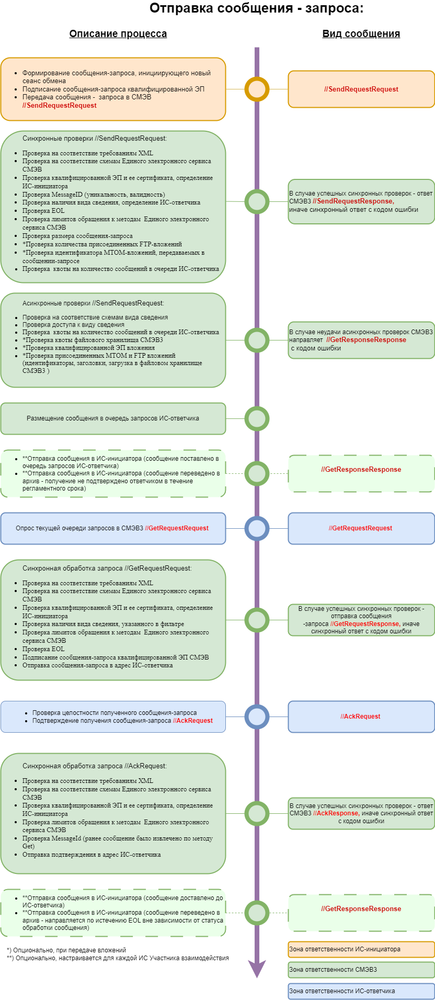 Отправка сообщения - запроса:
Описание процесса
Вид сообщения
Формирование сообщения-запроса, инициирующего новый
сеанс обмена
Подписание сообщения-запроса квалифицированной ЭП
Передача сообщения - запроса в СМЭВ
//SendRequestRequest
//SendRequestRequest
Синхронные проверки //SendRequestRequest:
Проверка на соответствие требованиям XML
Проверка на соответствие схемам Единого электронного сервиса
СМЭВ
Проверка квалифицированной ЭП и ее сертификата, определение
ИС-инициатора
Проверка MessageID (уникальность, валидность)
Проверка наличия вида сведения, определение ИС-ответчика
Проверка EOL
Проверка лимитов обращения к методам Единого электронного
сервиса СМЭВ
Проверка размера сообщения-запроса
*Проверка количества присоединенных FTP-вложений
*Проверка идентификатора MTOM-вложений, передаваемых в
сообщении-запросе
Проверка квоты на количество сообщений в очереди ИС-ответчика
В случае успешных синхронных проверок - ответ
СМЭВ3 //SendRequestResponse,
иначе синхронный ответ с кодом ошибки
Асинхронные проверки //SendRequestRequest:
Проверка на соответствие схемам вида сведения
Проверка доступа к виду сведения
Проверка квоты на количество сообщений в очереди ИС-ответчика
*Проверка квоты файлового хранилища СМЭВ3
*Проверка квалифицированной ЭП вложения
*Проверка присоединенных MTOM и FTP вложений
(идентификаторы, заголовки, загрузка в файловом хранилище
СМЭВ3 )
В случае неудачи асинхронных проверок СМЭВ3
направляет //GetResponseResponse
с кодом ошибки
Размещение сообщения в очередь запросов ИС-ответчика
**Отправка сообщения в ИС-инициатора (сообщение поставлено в
очередь запросов ИС-ответчика)
**Отправка сообщения в ИС-инициатора (сообщение переведено в
архив - получение не подтверждено ответчиком в течение
регламентного срока)
//GetResponseResponse
Опрос текущей очереди запросов в СМЭВ3 //GetRequestRequest
//GetRequestRequest
Синхронная обработка запроса //GetRequestRequest:
Проверка на соответствие требованиям XML
Проверка на соответствие схемам Единого электронного сервиса
СМЭВ
Проверка квалифицированной ЭП и ее сертификата, определение
ИС-инициатора
Проверка наличия вида сведения, указанного в фильтре
Проверка лимитов обращения к методам Единого электронного
сервиса СМЭВ
Проверка EOL
Подписание сообщения-запроса квалифицированной ЭП СМЭВ
Отправка сообщения-запроса в адрес ИС-ответчика
В случае успешных синхронных проверок -
отправка сообщения
-запроса //GetRequestResponse, иначе
синхронный ответ с кодом ошибки
Проверка целостности полученного сообщения-запроса
Подтверждение получения сообщения-запроса //AckRequest
//AckRequest
Синхронная обработка запроса //AckRequest:
Проверка на соответствие требованиям XML
Проверка на соответствие схемам Единого электронного сервиса
СМЭВ
Проверка квалифицированной ЭП и ее сертификата, определение
ИС-инициатора
Проверка лимитов обращения к методам Единого электронного
сервиса СМЭВ
Проверка MessageId (ранее сообщение было извлечено по методу
Get)
Отправка подтверждения в адрес ИС-ответчика
В случае успешных синхронных проверок - ответ
СМЭВ3 //AckResponse, иначе синхронный ответ
с кодом ошибки
**Отправка сообщения в ИС-инициатора (сообщение доставлено до
ИС-ответчика)
**Отправка сообщения в ИС-инициатора (сообщение переведено в
архив - направляется по истечению EOL вне зависимости от статуса
обработки сообщения)
//GetResponseResponse
*) Опционально, при передаче вложений
**) Опционально, настраивается для каждой ИС Участника взаимодействия
Зона ответственности ИС-инициатора
Зона ответственности СМЭВ3
Зона ответственности ИС-ответчика